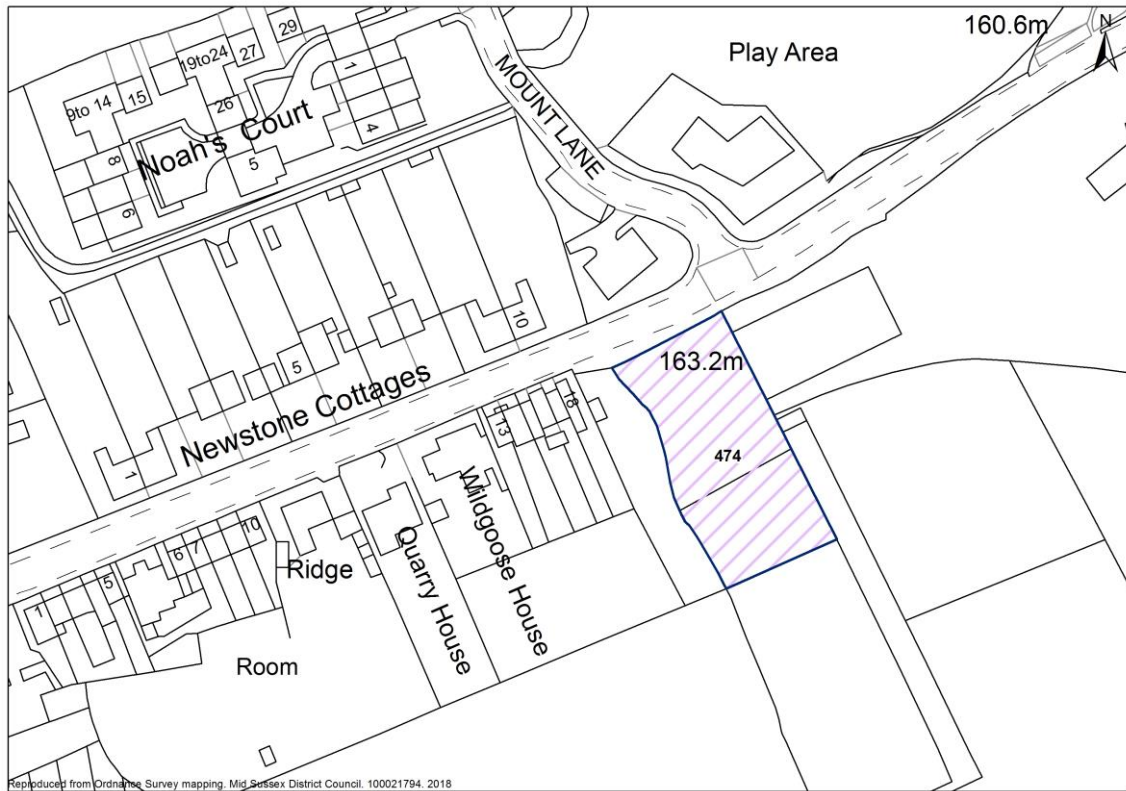 160.6m
N
Play Area
MOUNT LANE
29
27
19to24
15
9to 14
26
1
4
Noah's Court
8
5
6
10
5
Newstone Cottages
1
163.2m
474
18
13
Wildgoose House
Quarry House
Ridge
10
7
6
5
1
Room
Reproduced from Ordnance Survey mapping. Mid Sussex District Council. 100021794. 2018